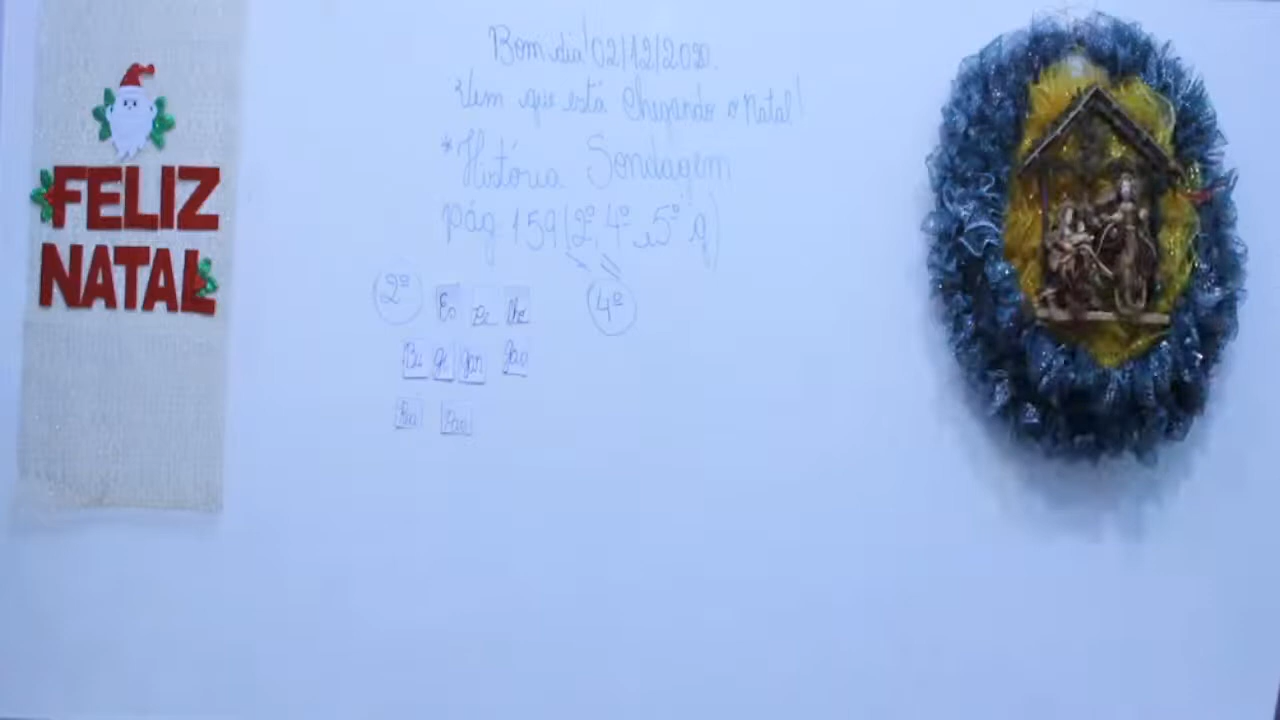 FELIZ
NATAL
Bom dia! 02/12/2020.
*Vem que está chegando o Natal!
*História Sondagem
pág 159 (2º, 4º e 5º q)
2º
4º